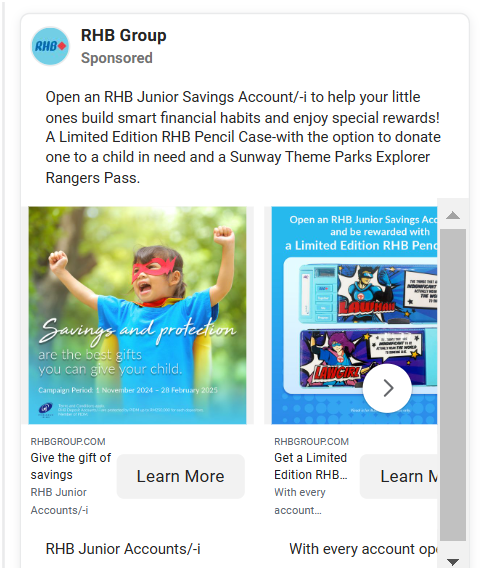 RHB
RHB Group
Sponsored
Open an RHB Junior Savings Account/-i to help your little
ones build smart financial habits and enjoy special rewards!
A Limited Edition RHB Pencil Case-with the option to donate
one to a child in need and a Sunway Theme Parks Explorer
Rangers Pass.
Savings and protection
are the best gifts
you can give your child.
Campaign Period: 1 November 2024 – 28 February 2025
Open an RHB Junior Savings Acc
and be rewarded with
a Limited Edition RHB Penc
LAWMAN
LAWGIRL
RHBGROUP.COM
Give the gift of
savings
RHB Junior
Accounts/-i
Learn More
RHBGROUP.COM
Get a Limited
Edition RHB...
With every
account...
Learn M
RHB Junior Accounts/-i
With every account ope